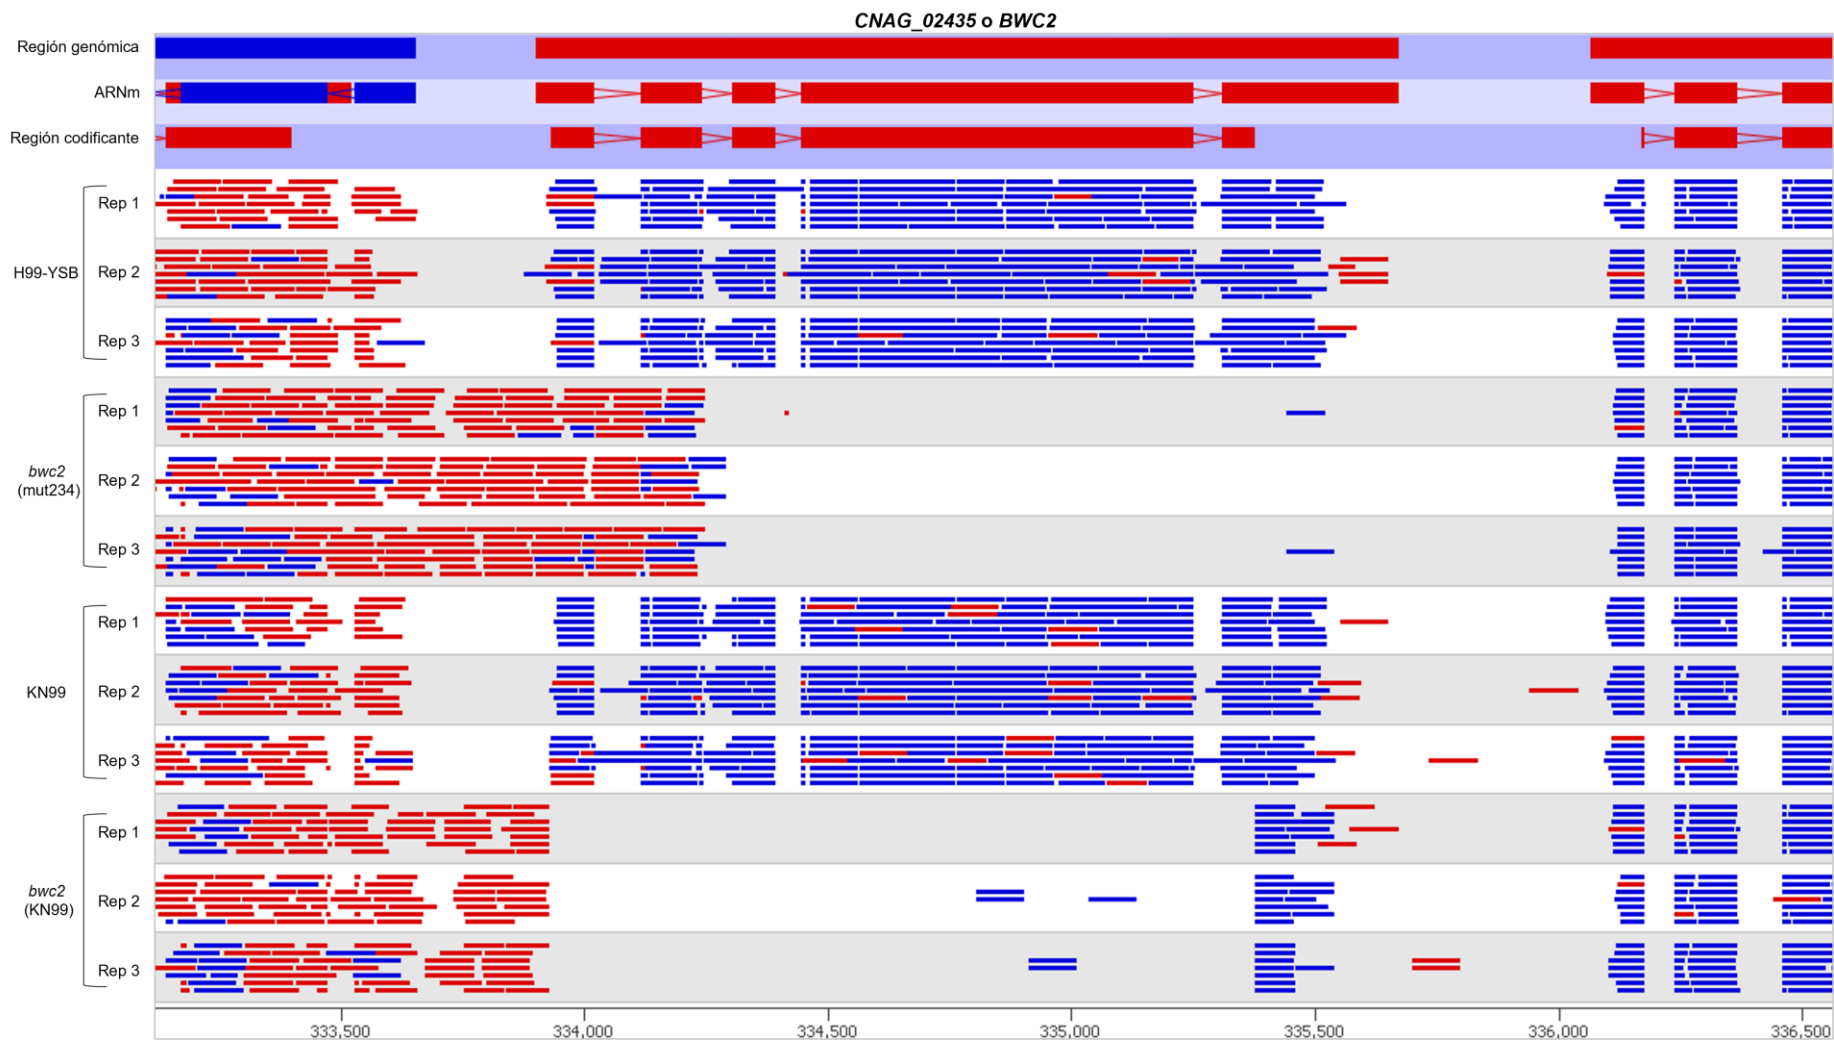 CNAG_02435 o BWC2
Región genómica
ARNm
Región codificante
H99-YSB
Rep 1
Rep 2
Rep 3
bwc2
(mut234)
Rep 1
Rep 2
Rep 3
KN99
Rep 1
Rep 2
Rep 3
bwc2
(KN99)
Rep 1
Rep 2
Rep 3
333,500 334,000 334,500 335,000 335,500 336,000 336,500